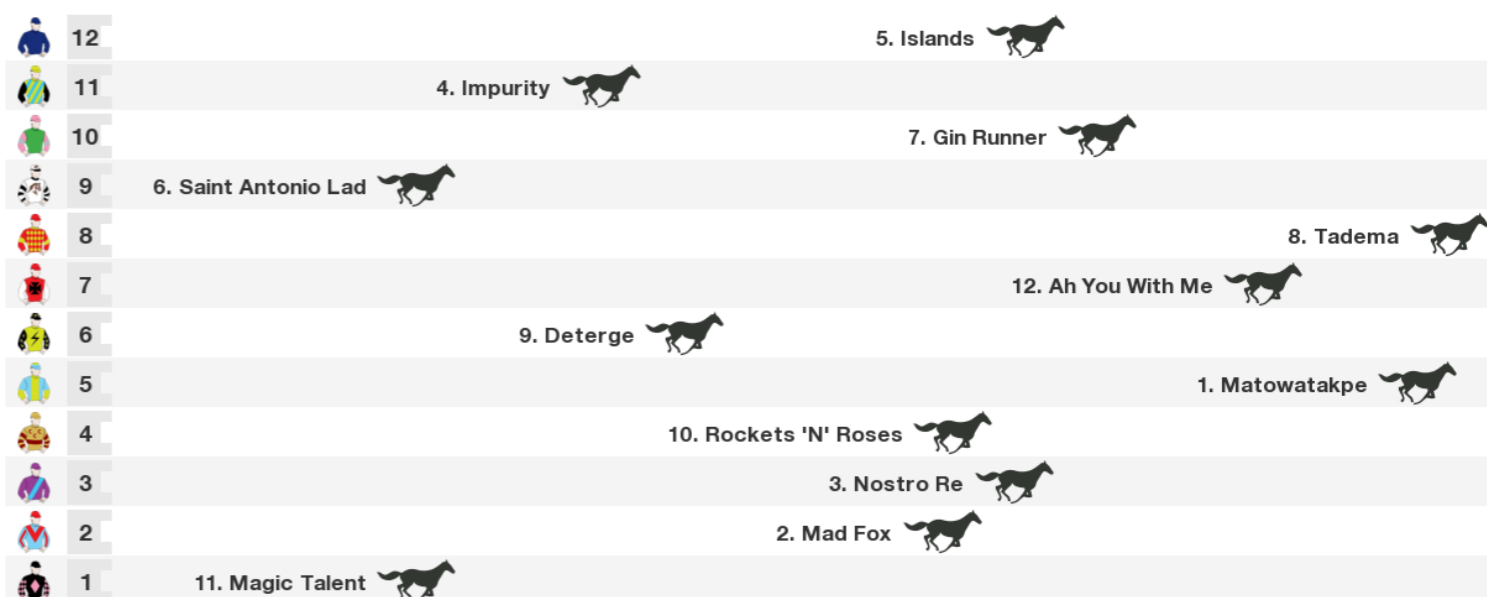 12 5. Islands
11 4. Impurity
10 7. Gin Runner
9 6. Saint Antonio Lad
8 8. Tadema
7 12. Ah You With Me
6 9. Deterge
5 1. Matowatakpe
4 10. Rockets 'N' Roses
3 3. Nostro Re
2 2. Mad Fox
1 11. Magic Talent